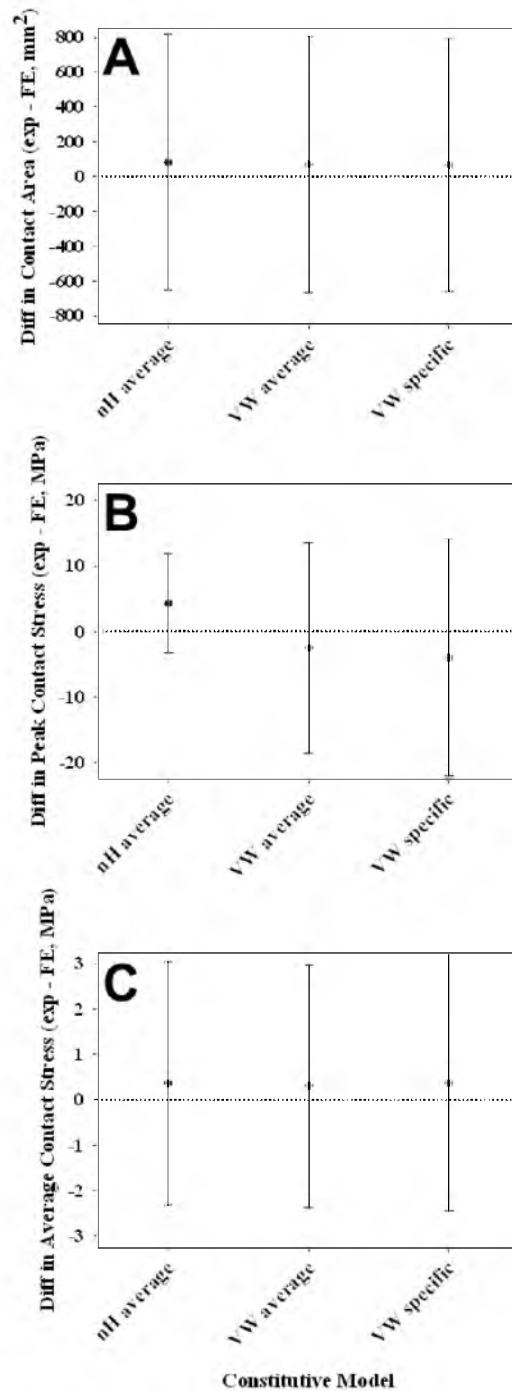 A
Diff in Contact Area (exp - FE, mm²)
800
600
400
200
0
-200
-400
-600
-800
nH average
VW average
VW specific
B
Diff in Peak Contact Stress (exp - FE, MPa)
20
10
0
-10
-20
nH average
VW average
VW specific
C
Diff in Average Contact Stress (exp - FE, MPa)
3
2
1
0
-1
-2
-3
nH average
VW average
VW specific
Constitutive Model